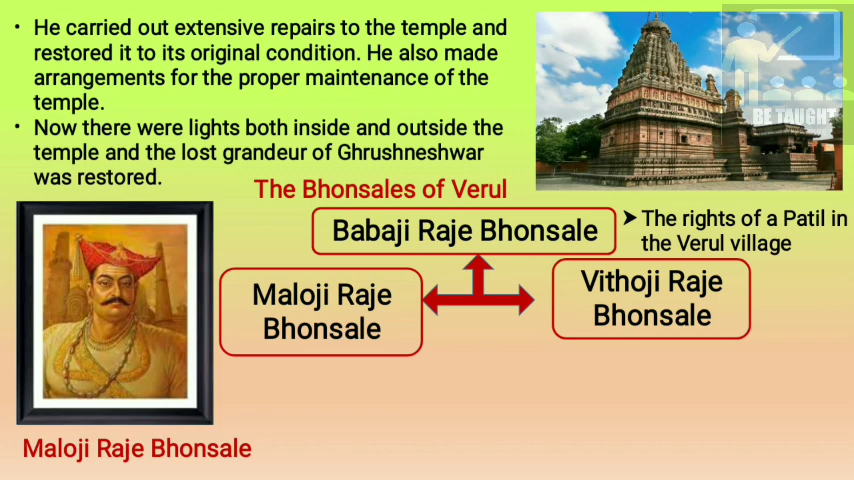 • He carried out extensive repairs to the temple and
restored it to its original condition. He also made
arrangements for the proper maintenance of the
temple.
• Now there were lights both inside and outside the
temple and the lost grandeur of Ghrushneshwar
was restored.
BE TAUGHT
The Bhonsales of Verul
Babaji Raje Bhonsale
➤ The rights of a Patil in
the Verul village
Maloji Raje
Bhonsale
Vithoji Raje
Bhonsale
Maloji Raje Bhonsale